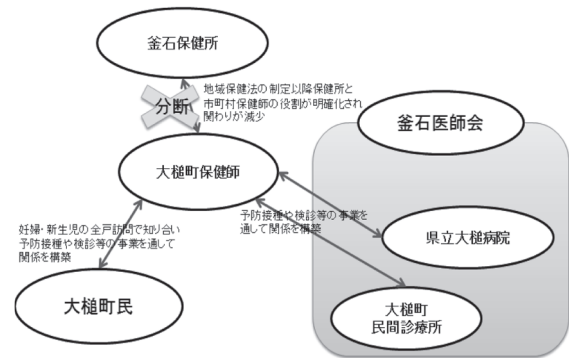 釜石保健所
分断
地域保健法の制定以降保健所と
市町村保健師の役割が明確化され
関わりが減少
釜石医師会
大槌町保健師
妊婦・新生児の全戸訪問で知り合い
予防接種や検診等の事業を通して
関係を構築
予防接種や検診等の事業を
通して関係を構築
県立大槌病院
大槌町民
大槌町
民間診療所